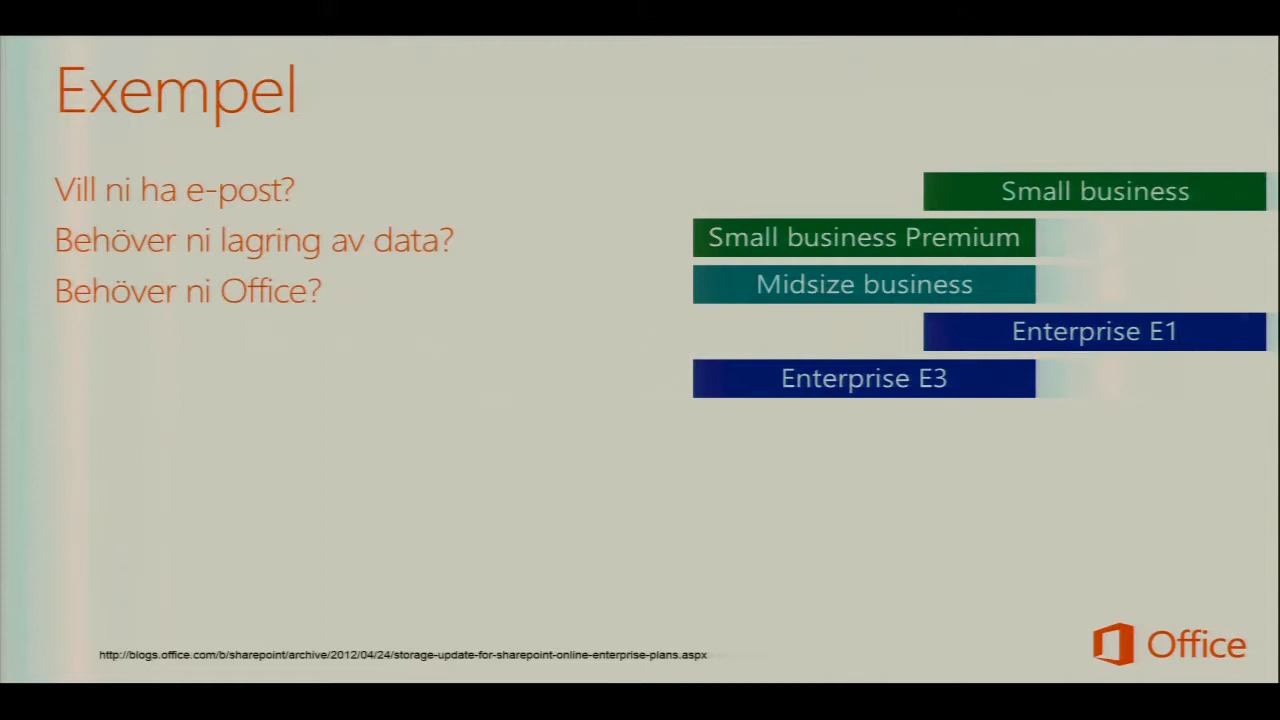 Exempel
Vill ni ha e-post?
Behöver ni lagring av data?
Behöver ni Office?
Small business
Small business Premium
Midsize business
Enterprise E1
Enterprise E3
http://blogs.office.com/b/sharepoint/archive/2012/04/24/storage-update-for-sharepoint-online-enterprise-plans.aspx
Office